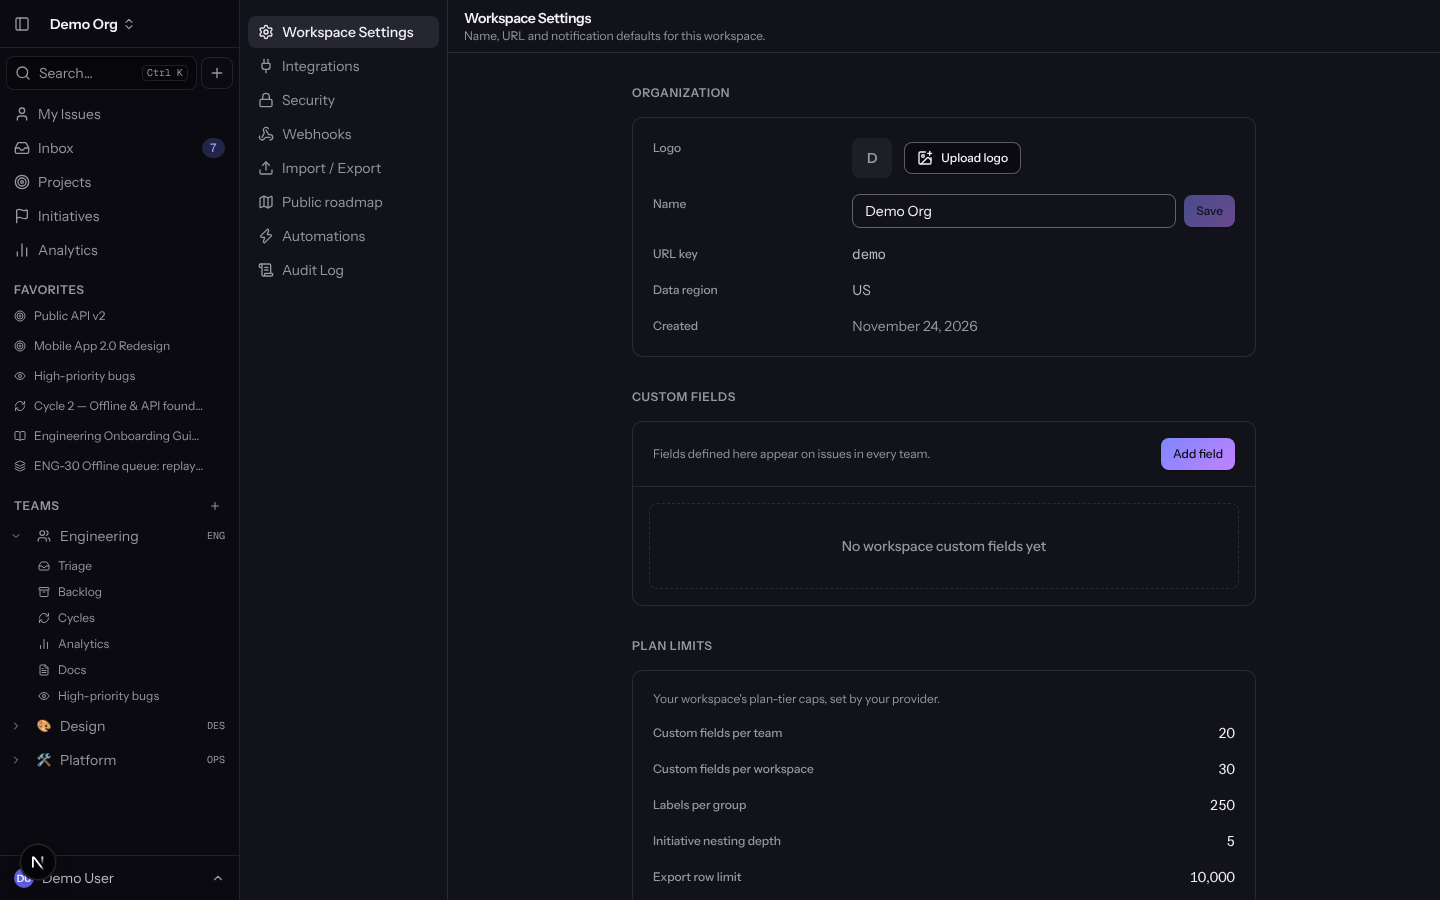 Demo Org
Search...
Ctrl K
My Issues
Inbox
7
Projects
Initiatives
Analytics
FAVORITES
Public API v2
Mobile App 2.0 Redesign
High-priority bugs
Cycle 2 — Offline & API found...
Engineering Onboarding Gui...
ENG-30 Offline queue: replay...
TEAMS
Engineering
ENG
Triage
Backlog
Cycles
Analytics
Docs
High-priority bugs
Design
DES
Platform
OPS
N
Demo User
Workspace Settings
Integrations
Security
Webhooks
Import / Export
Public roadmap
Automations
Audit Log
Workspace Settings
Name, URL and notification defaults for this workspace.
ORGANIZATION
Logo
D
Upload logo
Name
Demo Org
Save
URL key
demo
Data region
US
Created
November 24, 2026
CUSTOM FIELDS
Fields defined here appear on issues in every team.
Add field
No workspace custom fields yet
PLAN LIMITS
Your workspace's plan-tier caps, set by your provider.
Custom fields per team
20
Custom fields per workspace
30
Labels per group
250
Initiative nesting depth
5
Export row limit
10,000